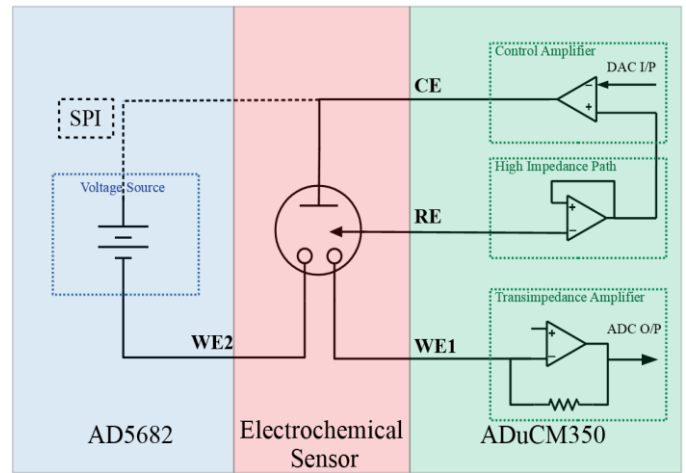 Control Amplifier
DAC I/P
CE
SPI
High Impedance Path
Voltage Source
RE
Transimpedance Amplifier
ADC O/P
WE2
WE1
AD5682
Electrochemical
Sensor
ADuCM350